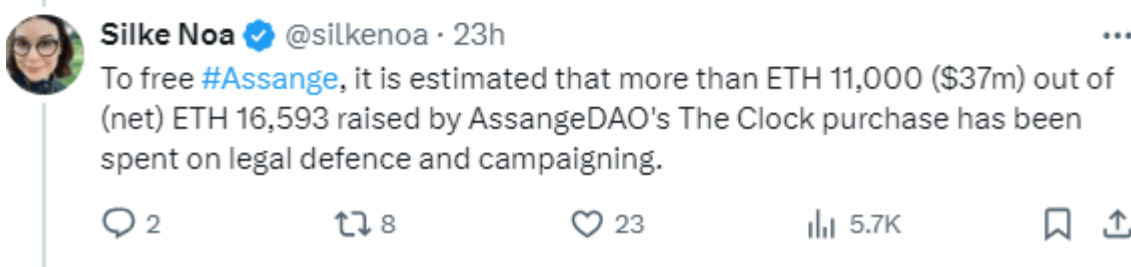 Silke Noa @silkenoa · 23h
To free #Assange, it is estimated that more than ETH 11,000 ($37m) out of
(net) ETH 16,593 raised by AssangeDAO's The Clock purchase has been
spent on legal defence and campaigning.
2 8 23 5.7K